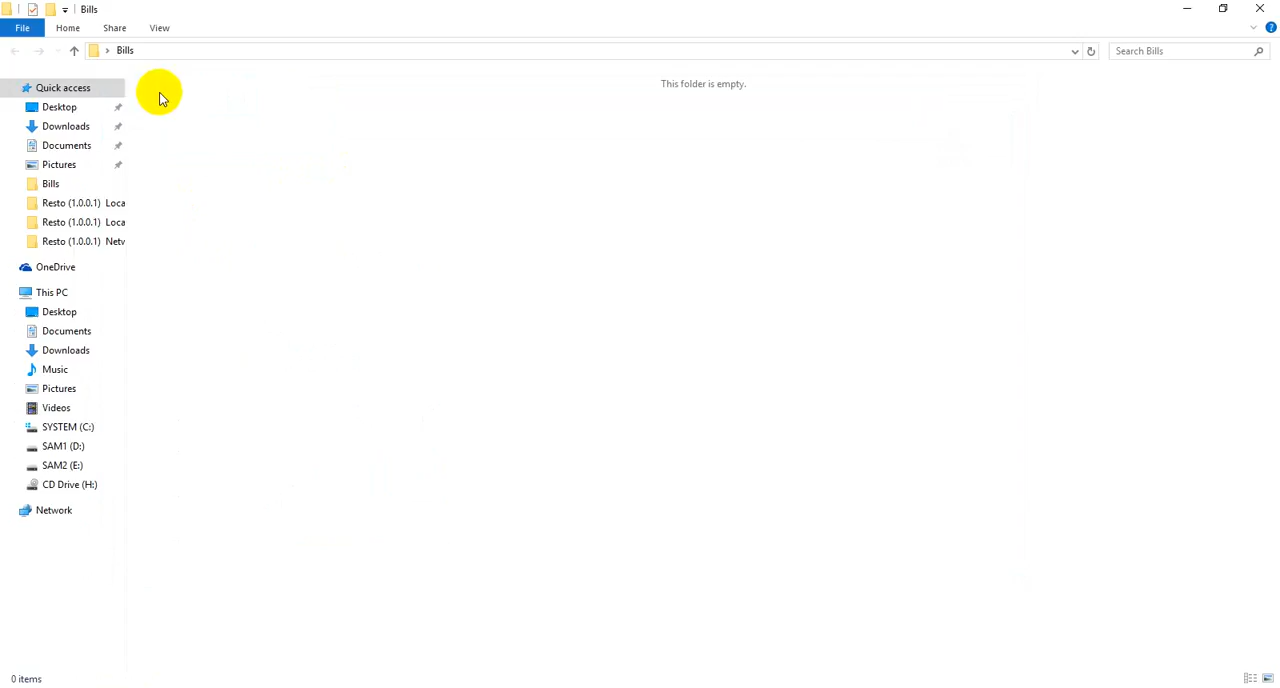 Bills
File Home Share View
Bills
Search Bills
This folder is empty.
Quick access
Desktop
Downloads
Documents
Pictures
Bills
Resto (1.0.0.1) Loca
Resto (1.0.0.1) Loca
Resto (1.0.0.1) Netw
OneDrive
This PC
Desktop
Documents
Downloads
Music
Pictures
Videos
SYSTEM (C:)
SAM1 (D:)
SAM2 (E:)
CD Drive (H:)
Network
0 items